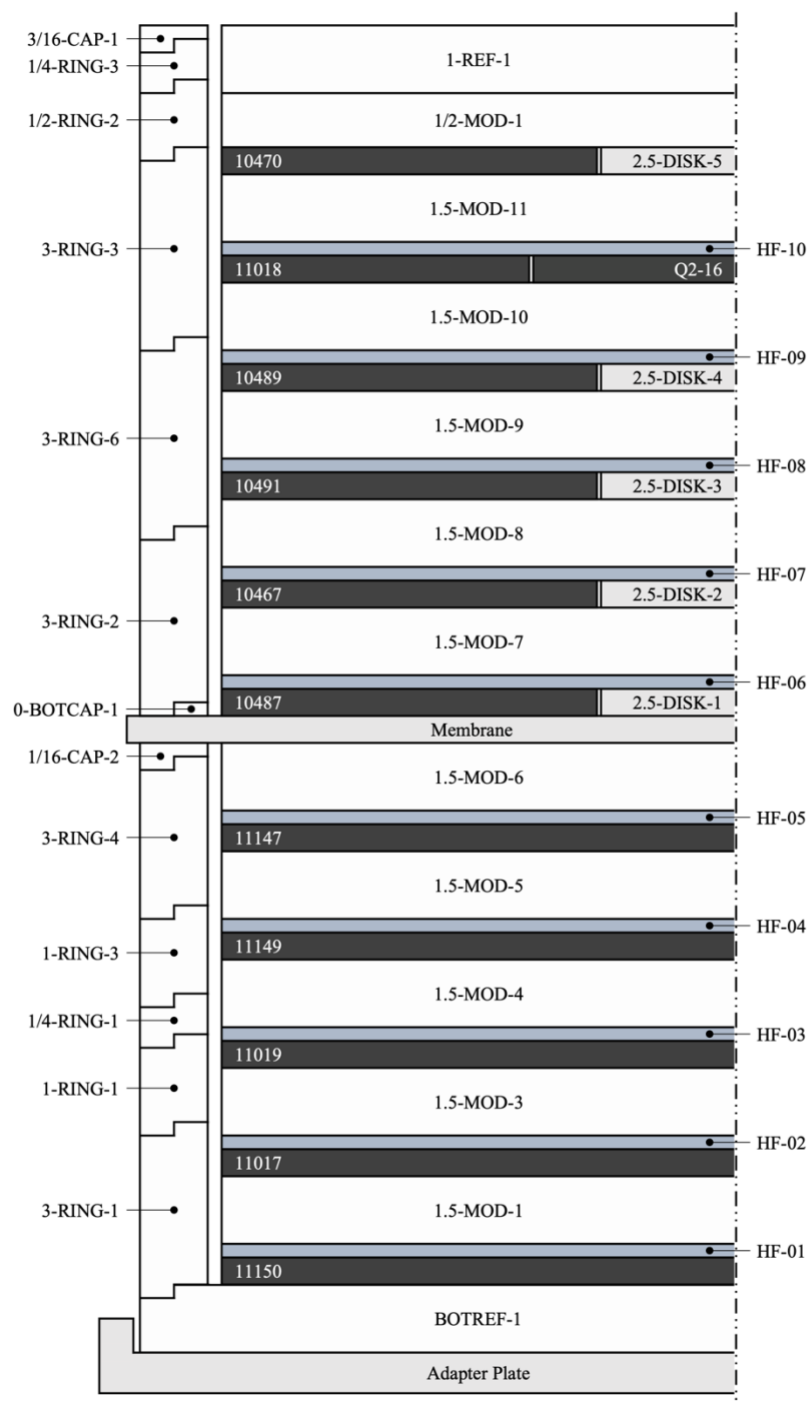 3/16-CAP-1
1-REF-1
1/4-RING-3
1/2-RING-2
1/2-MOD-1
10470
2.5-DISK-5
1.5-MOD-11
3-RING-3
HF-10
11018
Q2-16
1.5-MOD-10
HF-09
10489
2.5-DISK-4
1.5-MOD-9
3-RING-6
HF-08
10491
2.5-DISK-3
1.5-MOD-8
HF-07
10467
2.5-DISK-2
3-RING-2
1.5-MOD-7
HF-06
10487
2.5-DISK-1
0-BOTCAP-1
Membrane
1/16-CAP-2
1.5-MOD-6
HF-05
3-RING-4
11147
1.5-MOD-5
HF-04
11149
1-RING-3
1.5-MOD-4
1/4-RING-1
HF-03
11019
1-RING-1
1.5-MOD-3
HF-02
11017
3-RING-1
1.5-MOD-1
HF-01
11150
BOTREF-1
Adapter Plate